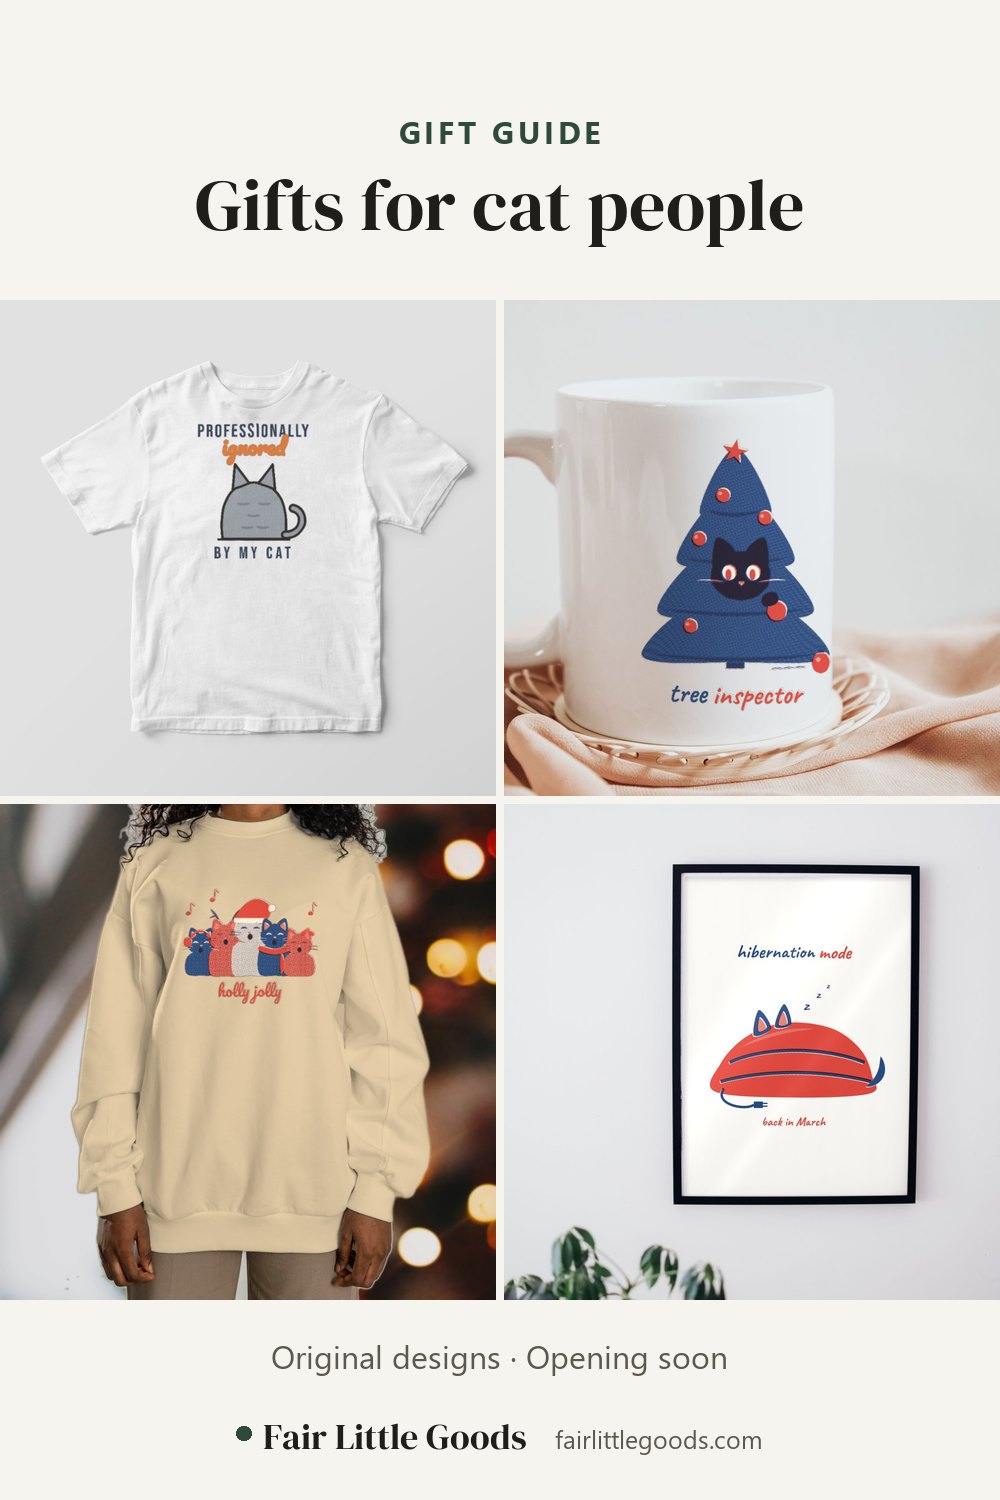 GIFT GUIDE
Gifts for cat people
PROFESSIONALLY
ignored
BY MY CAT
tree inspector
holly jolly
hibernation mode
z z z
back in March
Original designs · Opening soon
Fair Little Goods fairlittlegoods.com